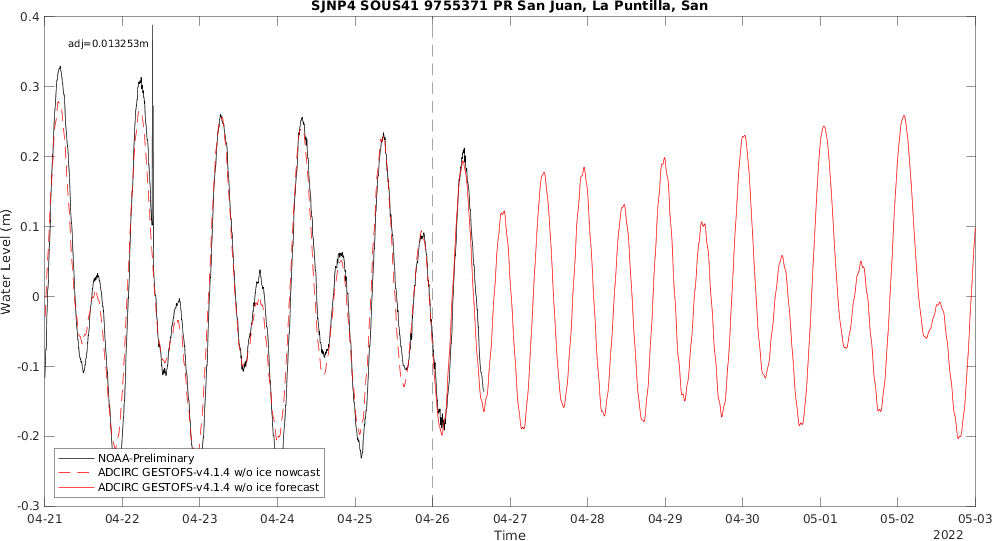 SJNP4 SOUS41 9755371 PR San Juan, La Puntilla, San
adj=0.013253m
0.4
0.3
0.2
0.1
0
-0.1
-0.2
-0.3
Water Level (m)
NOAA-Preliminary
ADCIRC GESTOFS-v4.1.4 w/o ice nowcast
ADCIRC GESTOFS-v4.1.4 w/o ice forecast
04-21 04-22 04-23 04-24 04-25 04-26 04-27 04-28 04-29 04-30 05-01 05-02 05-03
Time
2022